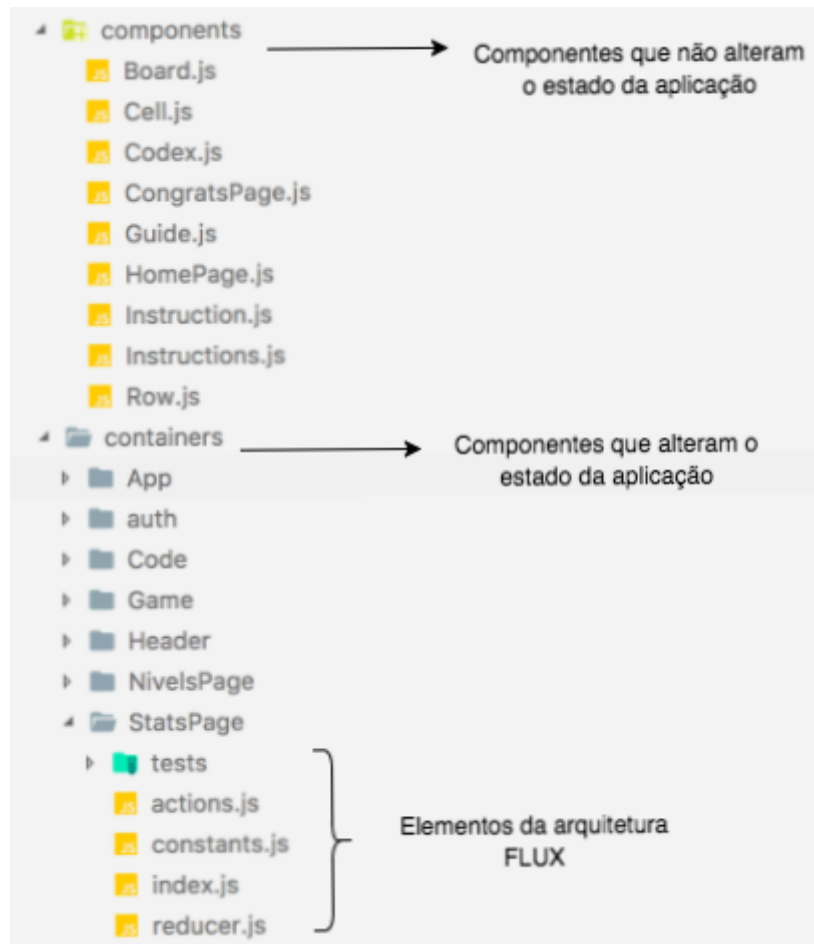 components
Componentes que não alteram
o estado da aplicação
Board.js
Cell.js
Codex.js
CongratsPage.js
Guide.js
HomePage.js
Instruction.js
Instructions.js
Row.js
containers
Componentes que alteram o
estado da aplicação
App
auth
Code
Game
Header
NivelsPage
StatsPage
tests
actions.js
constants.js
index.js
reducer.js
Elementos da arquitetura
FLUX